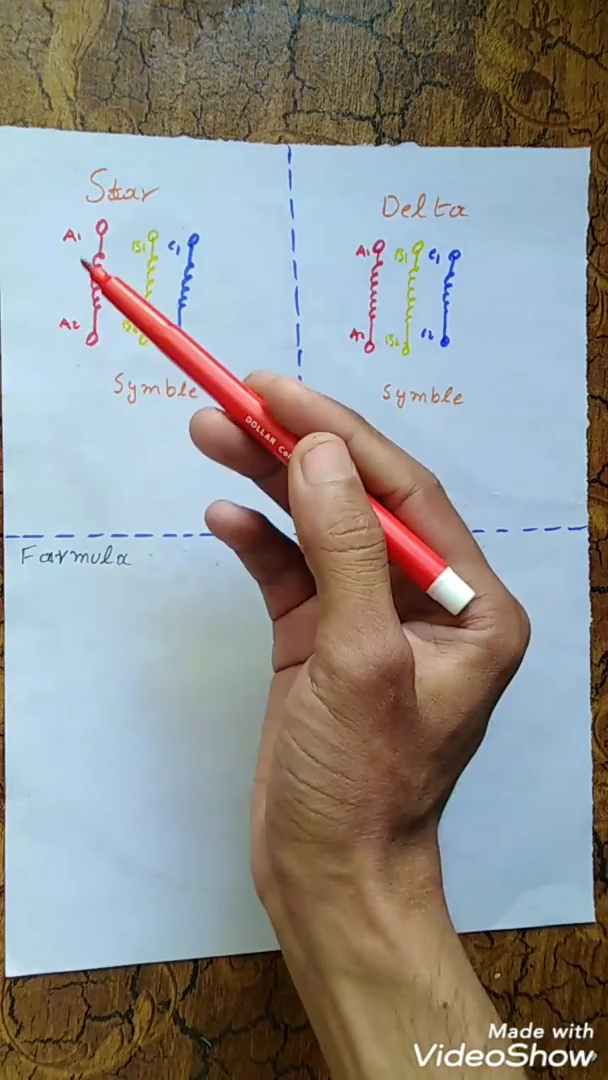 Star
Delta
A1 B1 C1
A1 B1 C1
A2 B2
A2 B2 C2
Symble
Symble
DOLLAR
Farmula
Made with
VideoShow